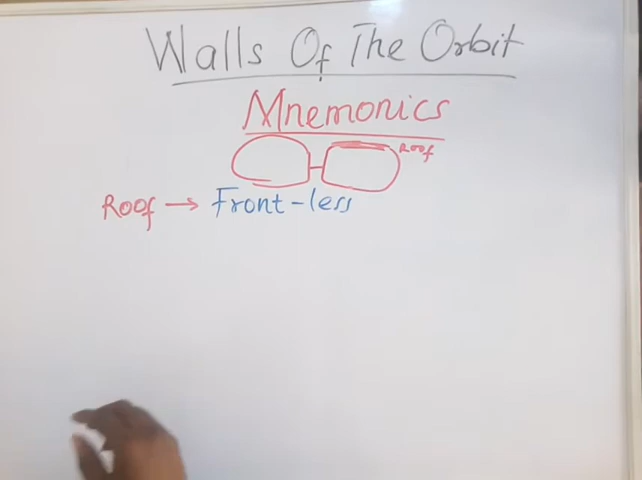 Walls Of The Orbit
Mnemonics
Roof
Roof → Front-less